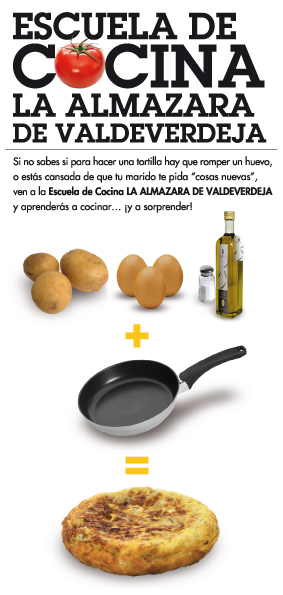 ESCUELA DE
COCINA
LA ALMAZARA
DE VALDEVERDEJA
Si no sabes si para hacer una tortilla hay que romper un huevo,
o estás cansada de que tu marido te pida “cosas nuevas”,
ven a la Escuela de Cocina LA ALMAZARA DE VALDEVERDEJA
y aprenderás a cocinar... ¡y a sorprender!
+
=